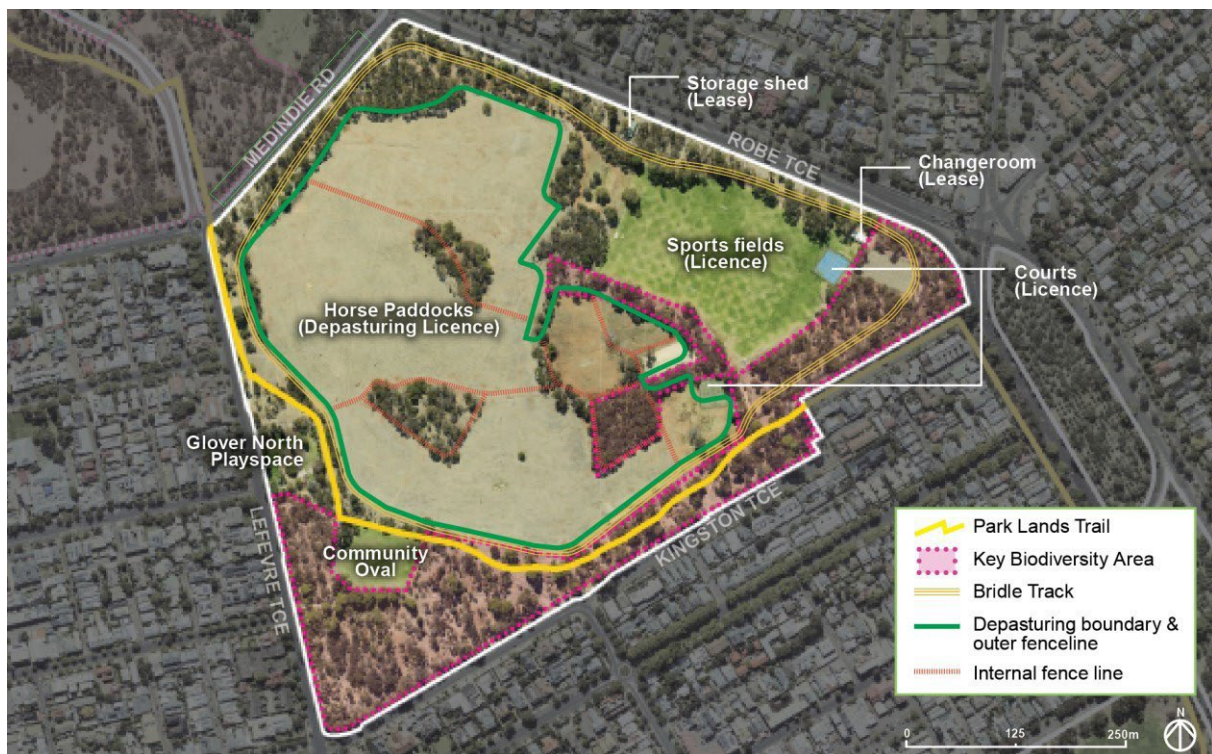 MEDINDIE RD
Storage shed
(Lease)
ROBE TCE
Changeroom
(Lease)
Sports fields
(Licence)
Courts
(Licence)
Horse Paddocks
(Depasturing Licence)
Glover North
Playspace
LEFEVRE TCE
Community
Oval
KINGSTON TCE
Park Lands Trail
Key Biodiversity Area
Bridle Track
Depasturing boundary &
outer fenceline
Internal fence line
0 125 250m
N